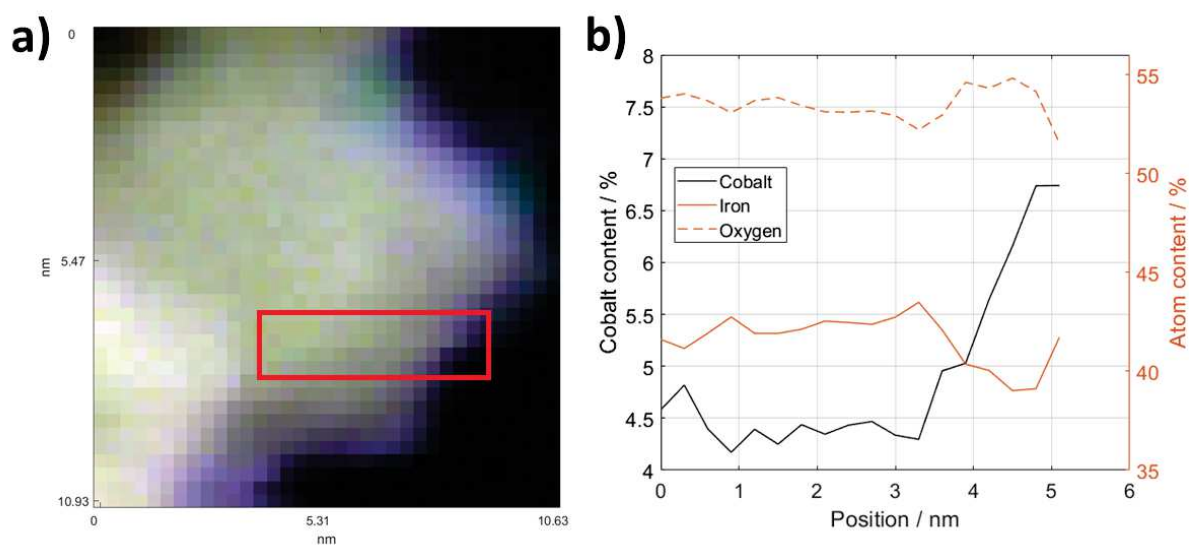 a)
0
nm
5.47
10.93
0
5.31
10.63
nm
b)
8
7.5
7
6.5
6
5.5
5
4.5
4
Cobalt content / %
Cobalt
Iron
Oxygen
55
50
45
40
35
Atom content / %
0 1 2 3 4 5 6
Position / nm